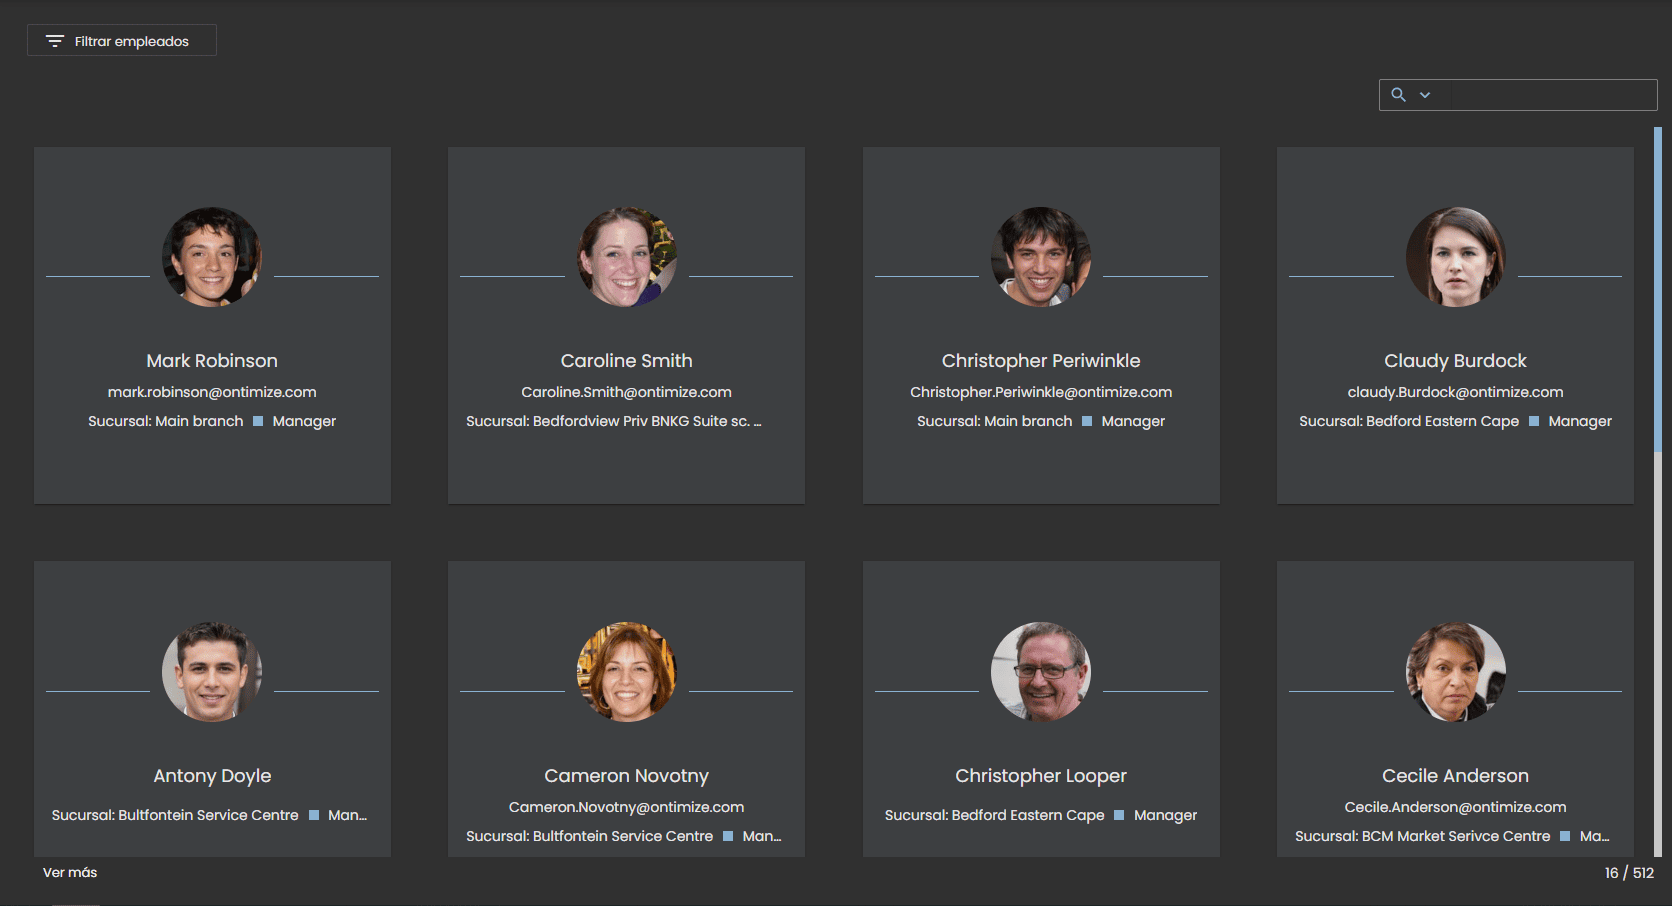 Filtrar empleados
Mark Robinson
mark.robinson@ontimize.com
Sucursal: Main branch Manager
Caroline Smith
Caroline.Smith@ontimize.com
Sucursal: Bedfordview Priv BNKG Suite sc. ...
Christopher Periwinkle
Christopher.Periwinkle@ontimize.com
Sucursal: Main branch Manager
Claudy Burdock
claudy.Burdock@ontimize.com
Sucursal: Bedford Eastern Cape Manager
Antony Doyle
Sucursal: Bultfontein Service Centre Man...
Cameron Novotny
Cameron.Novotny@ontimize.com
Sucursal: Bultfontein Service Centre Man...
Christopher Looper
Sucursal: Bedford Eastern Cape Manager
Cecile Anderson
Cecile.Anderson@ontimize.com
Sucursal: BCM Market Serivce Centre Ma...
Ver más
16 / 512